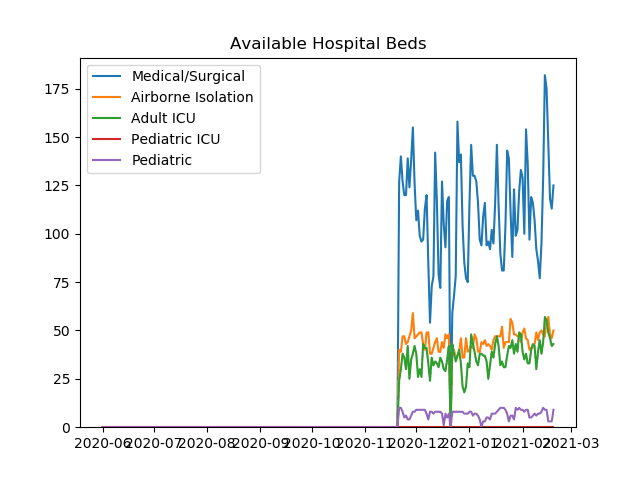 Available Hospital Beds
Medical/Surgical
Airborne Isolation
Adult ICU
Pediatric ICU
Pediatric
175
150
125
100
75
50
25
0
2020-06 2020-07 2020-08 2020-09 2020-10 2020-11 2020-12 2021-01 2021-02 2021-03